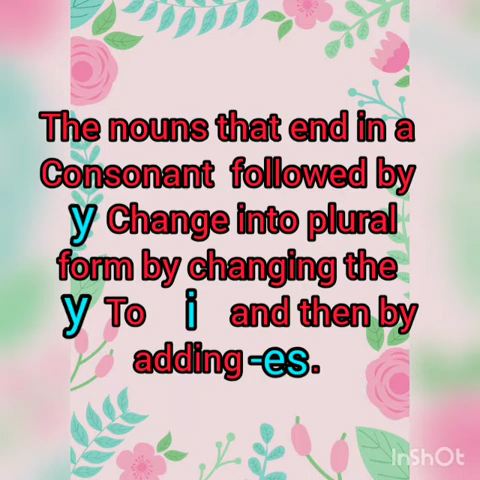 The nouns that end in a
Consonant followed by
y Change into plural
form by changing the
y To i and then by
adding -es.
InShOt